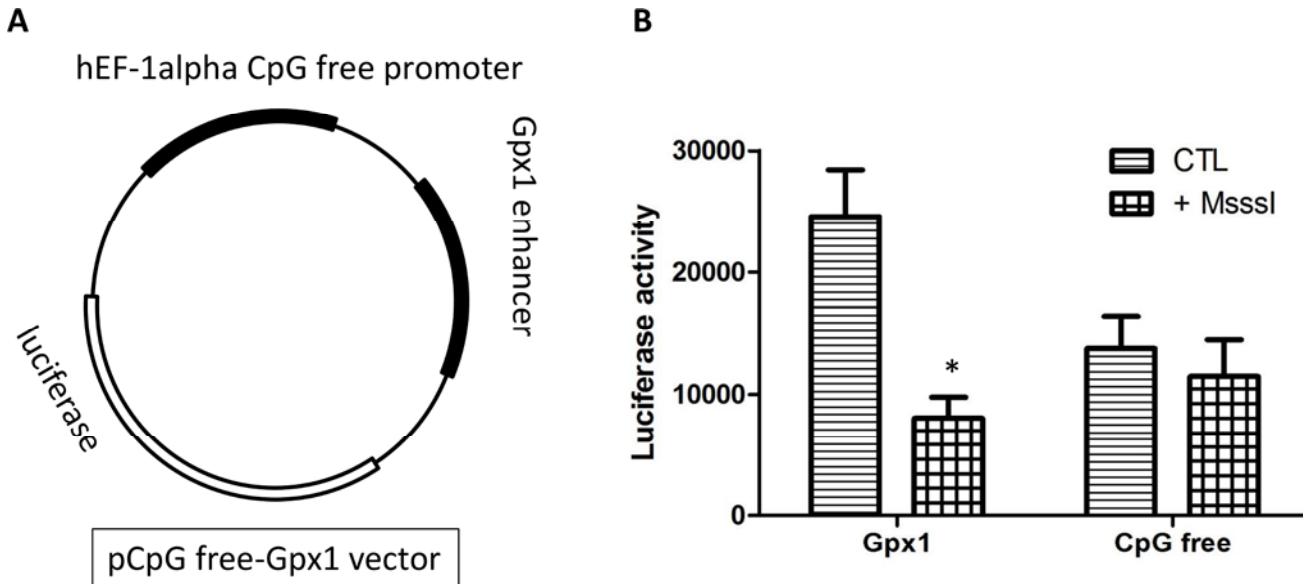 A
hEF-1alpha CpG free promoter
Gpx1 enhancer
luciferase
pCpG free-Gpx1 vector
B
Luciferase activity
30000
20000
10000
0
CTL
+ MsssI
*
Gpx1
CpG free